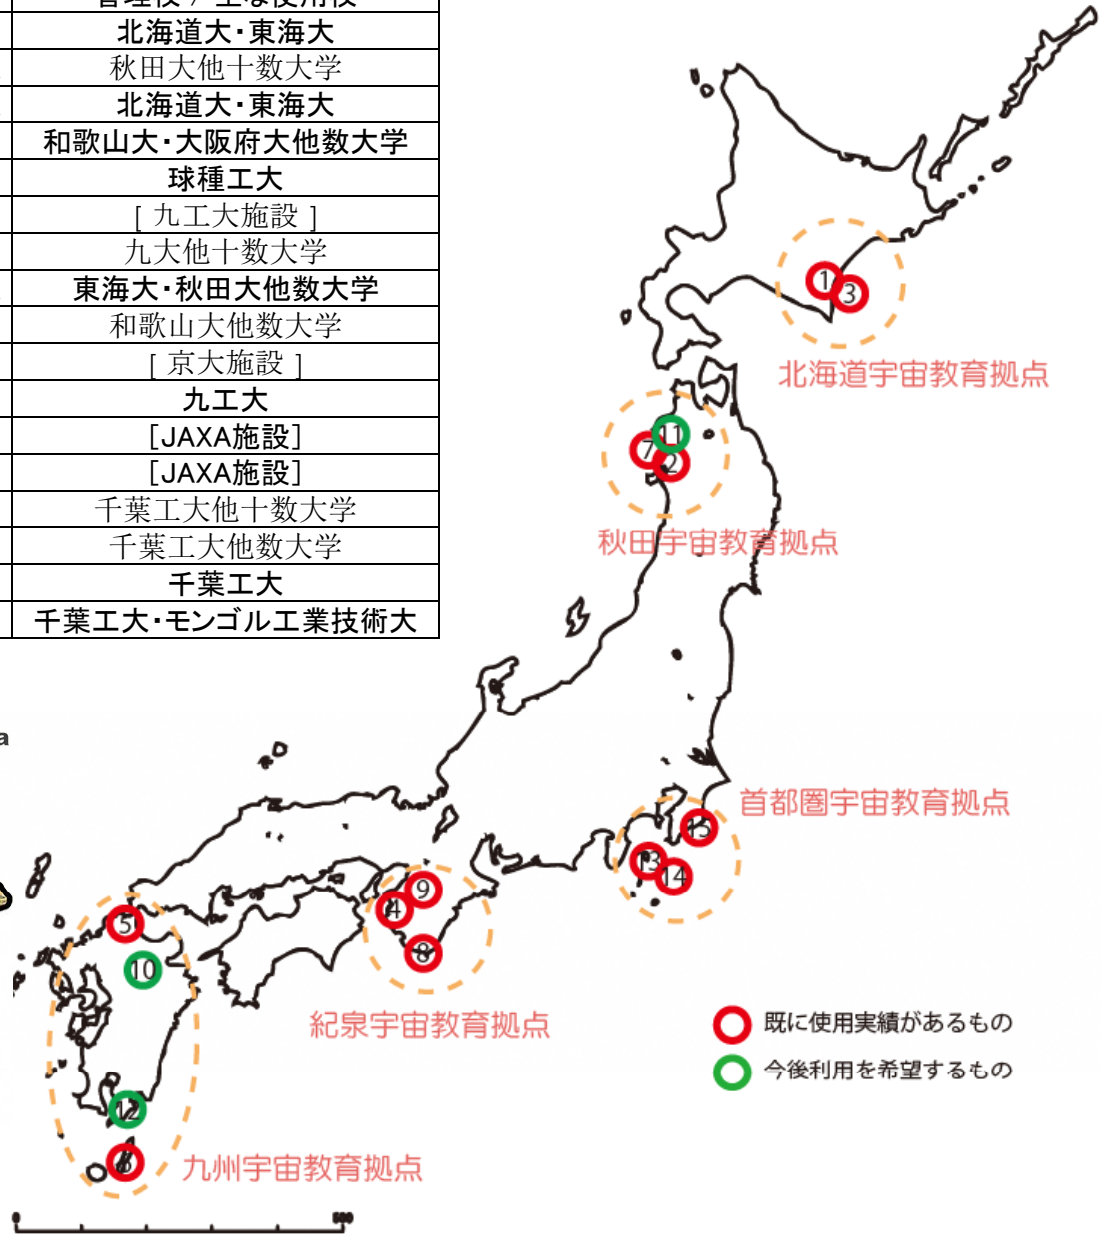 北海道大・東海大
秋田大他十数大学
北海道大・東海大
和歌山大・大阪府大他数大学
球種工大
[ 九工大施設 ]
九大他十数大学
東海大・秋田大他数大学
和歌山大他数大学
[ 京大施設 ]
九工大
[JAXA施設]
[JAXA施設]
千葉工大他十数大学
千葉工大他数大学
千葉工大
千葉工大・モンゴル工業技術大
a
1
3
北海道宇宙教育拠点
11
7
2
秋田宇宙教育拠点
首都圏宇宙教育拠点
15
13
14
9
4
8
紀泉宇宙教育拠点
5
10
12
九州宇宙教育拠点
既に使用実績があるもの
今後利用を希望するもの
0
500